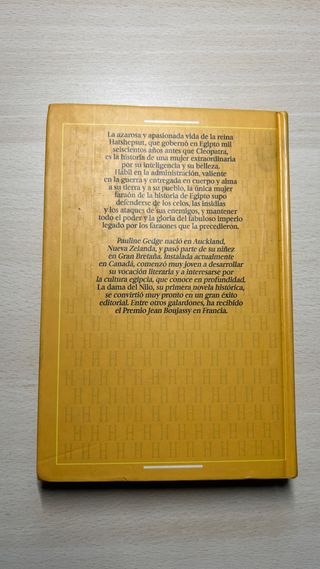 La azarosa y apasionada vida de la reina
Hatshepsut, que gobernó en Egipto mil
seiscientos años antes que Cleopatra,
es la historia de una mujer extraordinaria
por su inteligencia y su belleza.
Hábil en la administración, valiente
en la guerra y entregada en cuerpo y alma
a su tierra y a su pueblo, la única mujer
faraón de la historia de Egipto supo
defenderse de los celos, las insidias
y los ataques de sus enemigos, y mantener
todo el poder y la gloria del fabuloso imperio
legado por los faraones que la precedieron.
Pauline Gedge nació en Auckland,
Nueva Zelanda, y pasó parte de su niñez
en Gran Bretaña. Instalada actualmente
en Canadá, comenzó muy joven a desarrollar
su vocación literaria y a interesarse por
la cultura egipcia, que conoce en profundidad.
La dama del Nilo, su primera novela histórica,
se convirtió muy pronto en un gran éxito
editorial. Entre otros galardones, ha recibido
el Premio Jean Boujassy en Francia.